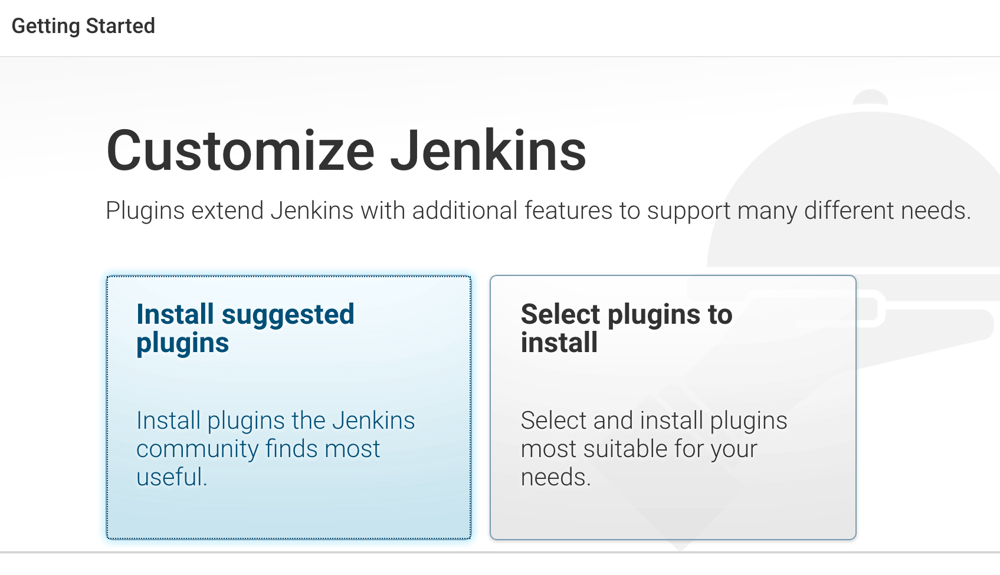 Getting Started
Customize Jenkins
Plugins extend Jenkins with additional features to support many different needs.
Install suggested
plugins
Install plugins the Jenkins
community finds most
useful.
Select plugins to
install
Select and install plugins
most suitable for your
needs.